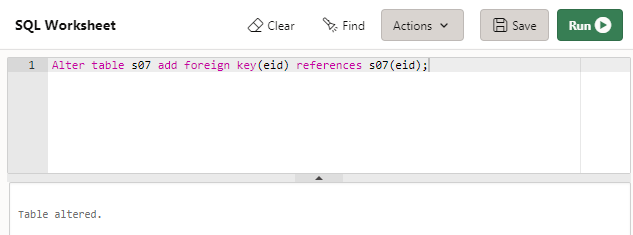 SQL Worksheet
Clear
Find
Actions
Save
Run
1 Alter table s07 add foreign key(eid) references s07(eid);
Table altered.